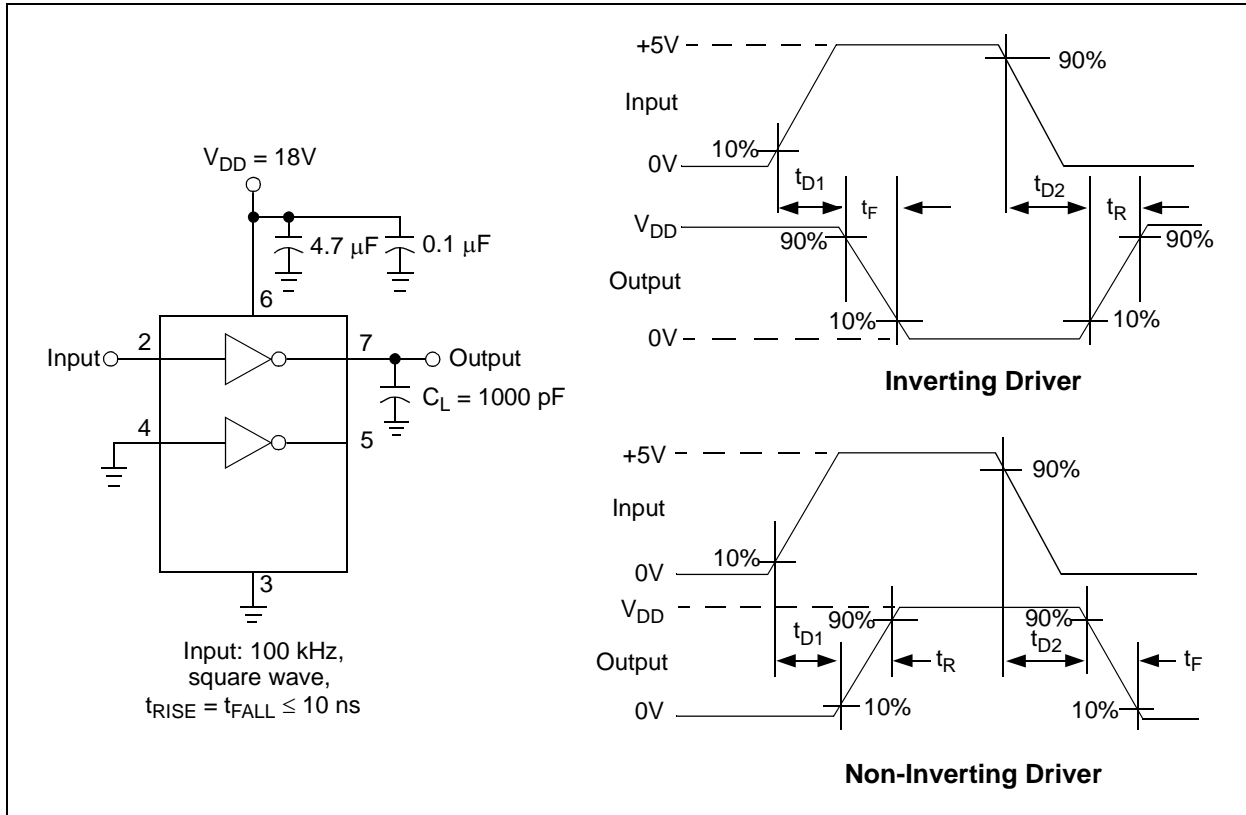 V_DD = 18V
4.7 μF
0.1 μF
6
Input
2
7
Output
C_L = 1000 pF
4
5
3
Input: 100 kHz,
square wave,
t_RISE = t_FALL ≤ 10 ns
+5V
90%
Input
10%
0V
t_D1
t_F
t_D2
t_R
V_DD
90%
90%
Output
10%
10%
0V
Inverting Driver
+5V
90%
Input
10%
0V
V_DD
t_D1
90%
90%
t_D2
Output
t_R
t_F
0V
10%
10%
Non-Inverting Driver